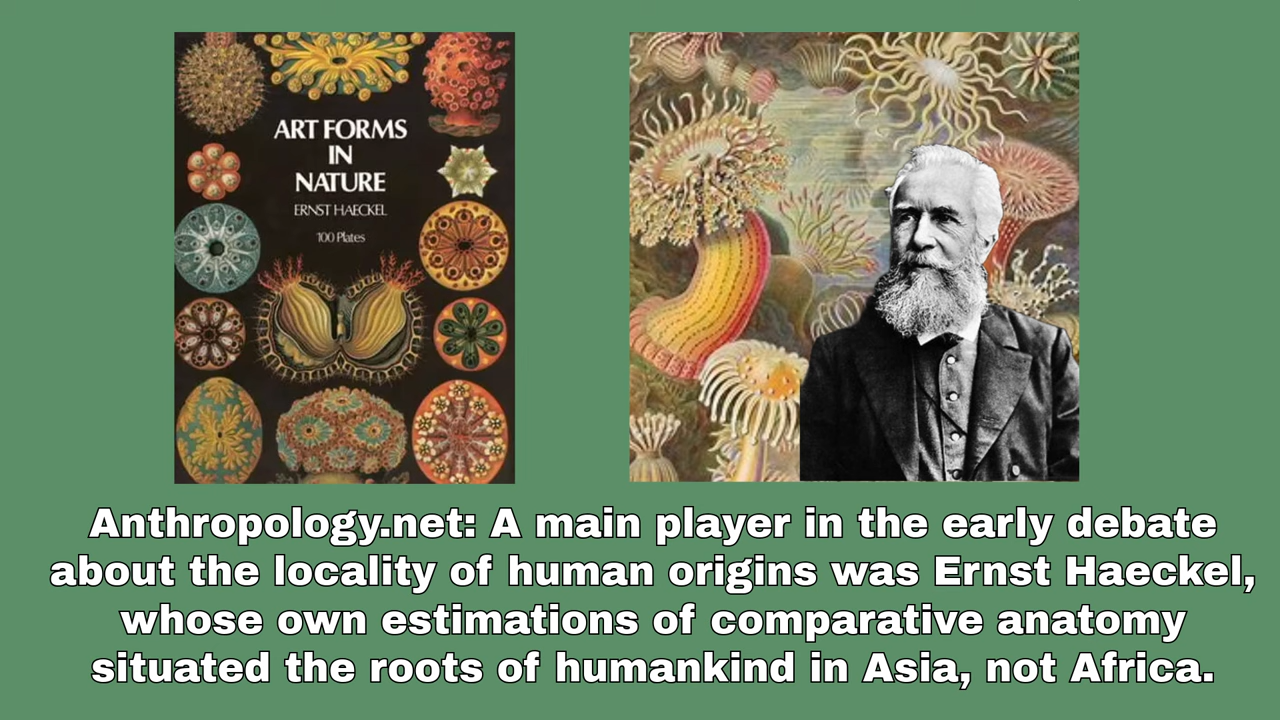 ART FORMS
IN
NATURE
ERNST HAECKEL
100 Plates
Anthropology.net: A main player in the early debate
about the locality of human origins was Ernst Haeckel,
whose own estimations of comparative anatomy
situated the roots of humankind in Asia, not Africa.